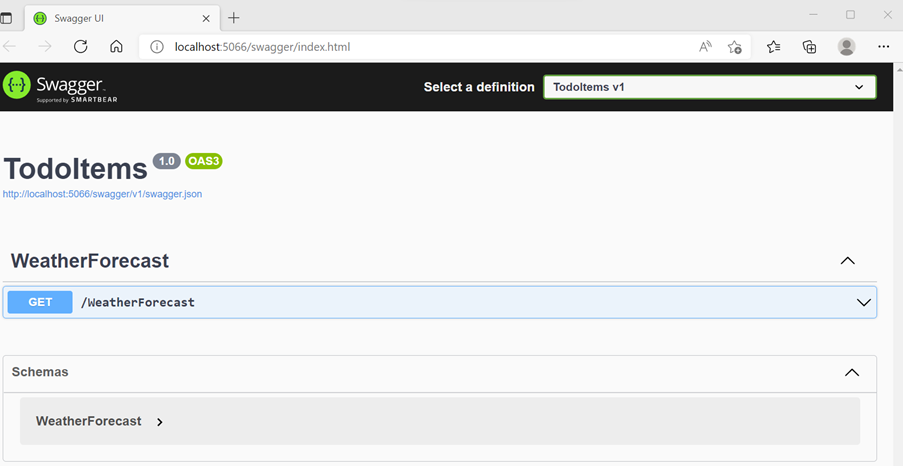 Swagger UI
localhost:5066/swagger/index.html
Swagger
Supported by SMARTBEAR
Select a definition
TodoItems v1
TodoItems 1.0 OAS3
http://localhost:5066/swagger/v1/swagger.json
WeatherForecast
GET /WeatherForecast
Schemas
WeatherForecast